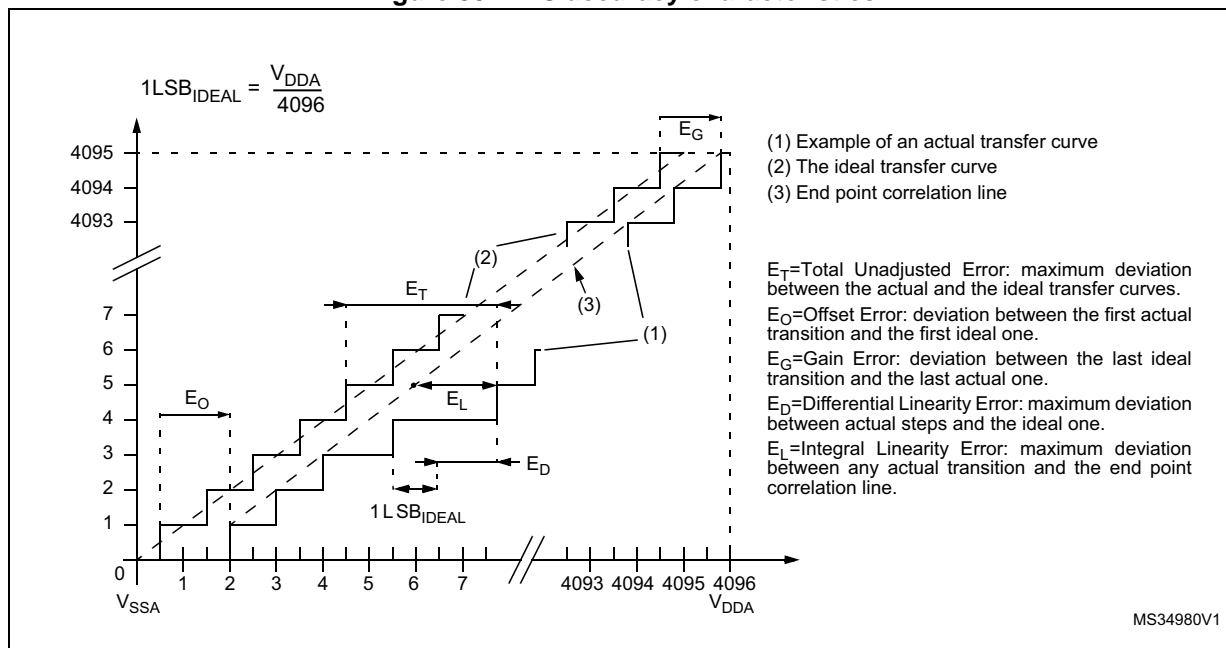 1LSB_IDEAL = V_DDA / 4096
E_G
4095
4094
4093
7
6
5
4
3
2
1
0
(2)
(3)
(1)
E_T
E_O
E_L
E_D
1 L SB_IDEAL
1 2 3 4 5 6 7 4093 4094 4095 4096
V_SSA
V_DDA
(1) Example of an actual transfer curve
(2) The ideal transfer curve
(3) End point correlation line
E_T=Total Unadjusted Error: maximum deviation
between the actual and the ideal transfer curves.
E_O=Offset Error: deviation between the first actual
transition and the first ideal one.
E_G=Gain Error: deviation between the last ideal
transition and the last actual one.
E_D=Differential Linearity Error: maximum deviation
between actual steps and the ideal one.
E_L=Integral Linearity Error: maximum deviation
between any actual transition and the end point
correlation line.
MS34980V1